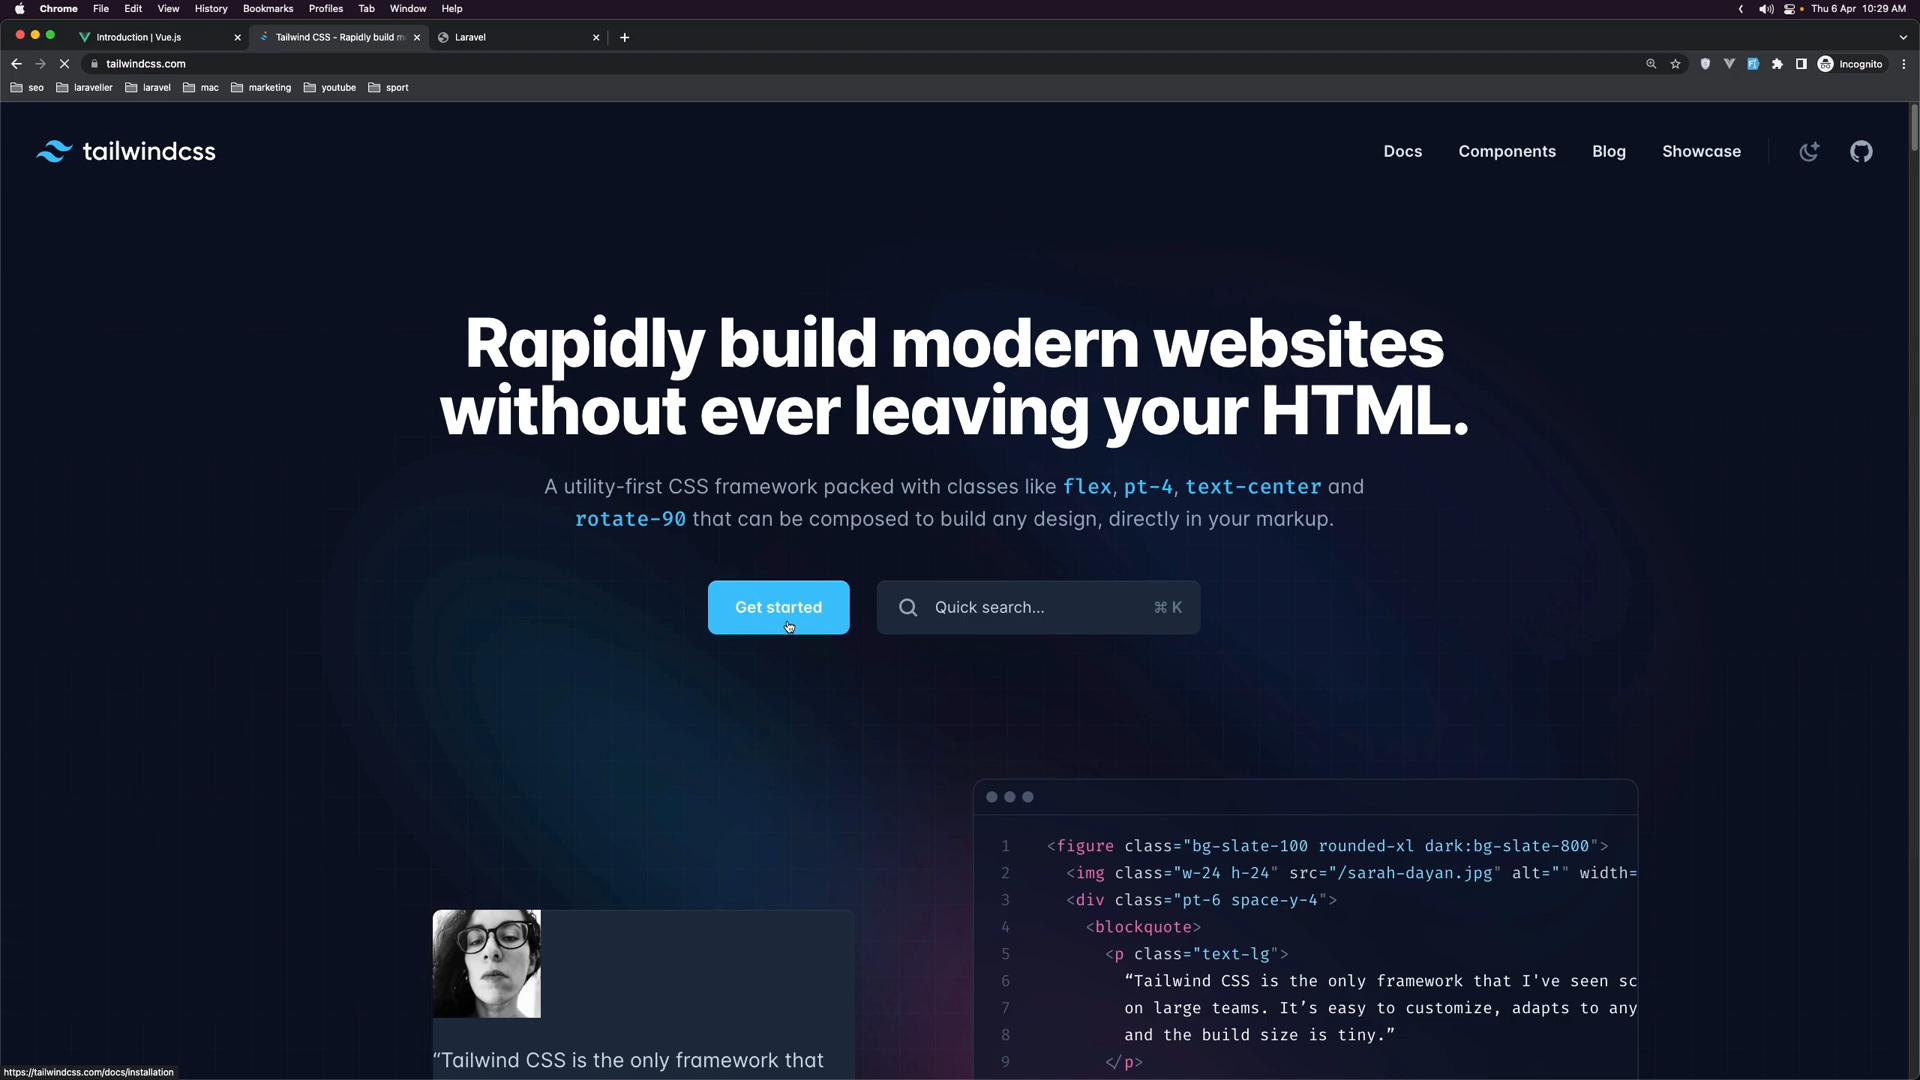 Chrome File Edit View History Bookmarks Profiles Tab Window Help
Thu 6 Apr 10:29 AM
Introduction | Vue.js
Tailwind CSS - Rapidly build m
Laravel
tailwindcss.com
Incognito
seo laraveller laravel mac marketing youtube sport
tailwindcss
Docs Components Blog Showcase
Rapidly build modern websites
without ever leaving your HTML.
A utility-first CSS framework packed with classes like flex, pt-4, text-center and
rotate-90 that can be composed to build any design, directly in your markup.
Get started
Quick search... ⌘ K
1 <figure class="bg-slate-100 rounded-xl dark:bg-slate-800">
2 <img class="w-24 h-24" src="/sarah-dayan.jpg" alt="" width=
3 <div class="pt-6 space-y-4">
4 <blockquote>
5 <p class="text-lg">
6 “Tailwind CSS is the only framework that I've seen sc
7 on large teams. It’s easy to customize, adapts to any
8 and the build size is tiny.”
9 </p>
“Tailwind CSS is the only framework that
https://tailwindcss.com/docs/installation